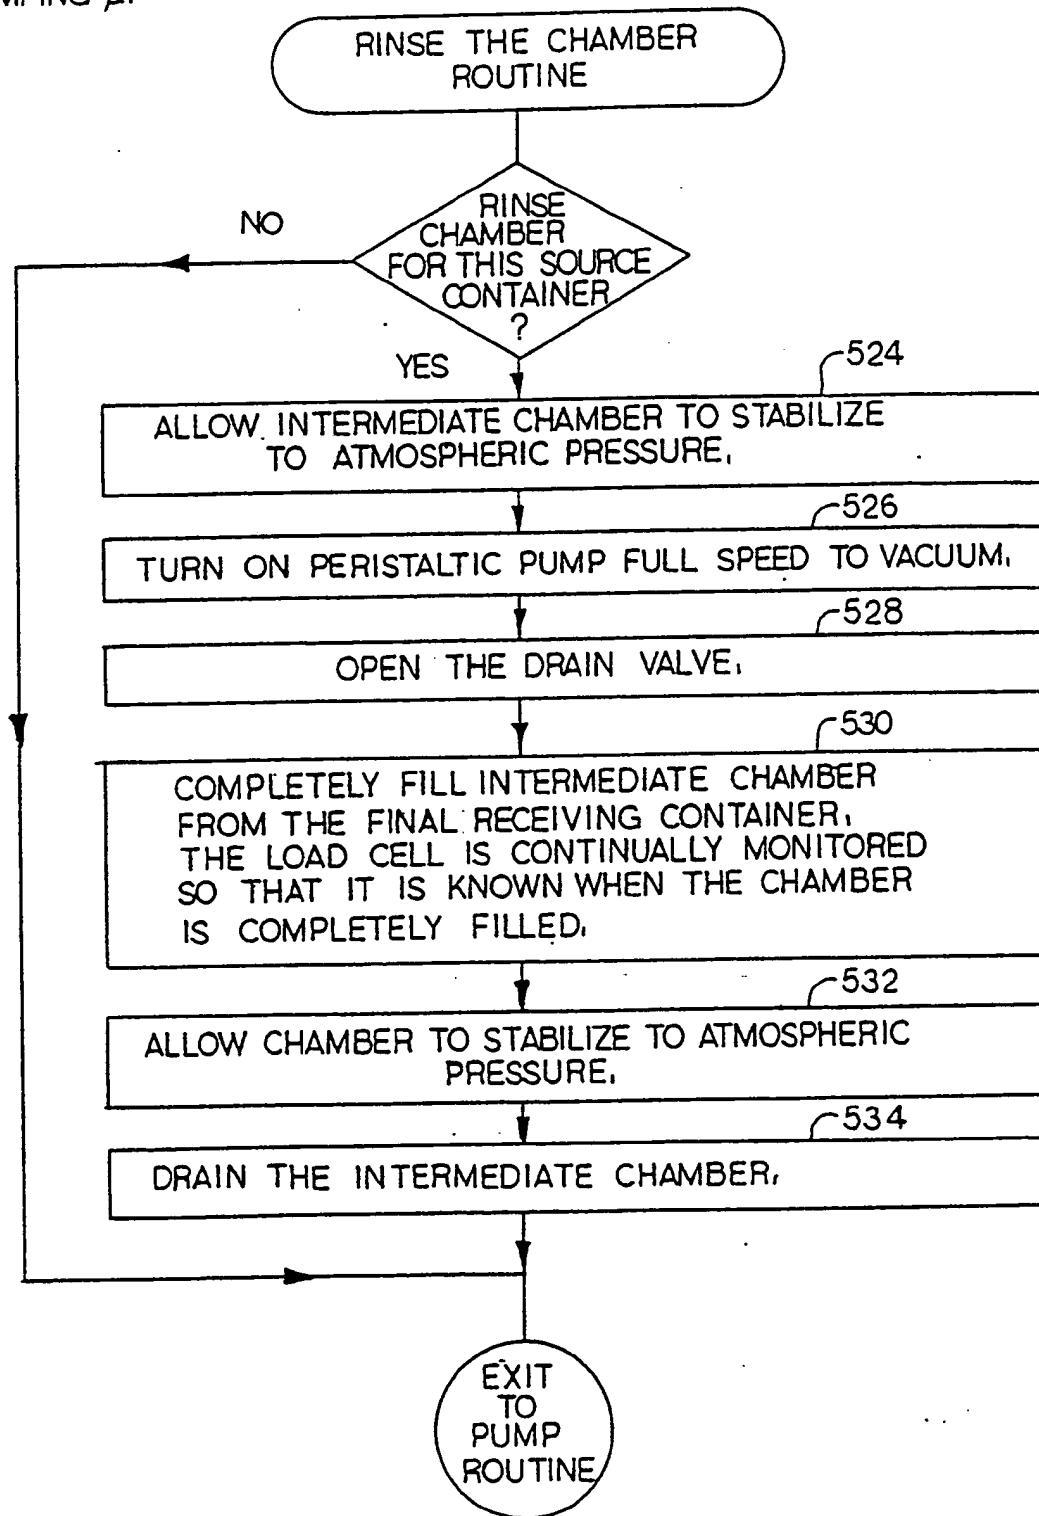 RINSE THE CHAMBER
ROUTINE
RINSE
CHAMBER
FOR THIS SOURCE
CONTAINER
?
NO
YES
524
ALLOW INTERMEDIATE CHAMBER TO STABILIZE
TO ATMOSPHERIC PRESSURE.
526
TURN ON PERISTALTIC PUMP FULL SPEED TO VACUUM.
528
OPEN THE DRAIN VALVE.
530
COMPLETELY FILL INTERMEDIATE CHAMBER
FROM THE FINAL RECEIVING CONTAINER.
THE LOAD CELL IS CONTINUALLY MONITORED
SO THAT IT IS KNOWN WHEN THE CHAMBER
IS COMPLETELY FILLED.
532
ALLOW CHAMBER TO STABILIZE TO ATMOSPHERIC
PRESSURE.
534
DRAIN THE INTERMEDIATE CHAMBER.
EXIT
TO
PUMP
ROUTINE